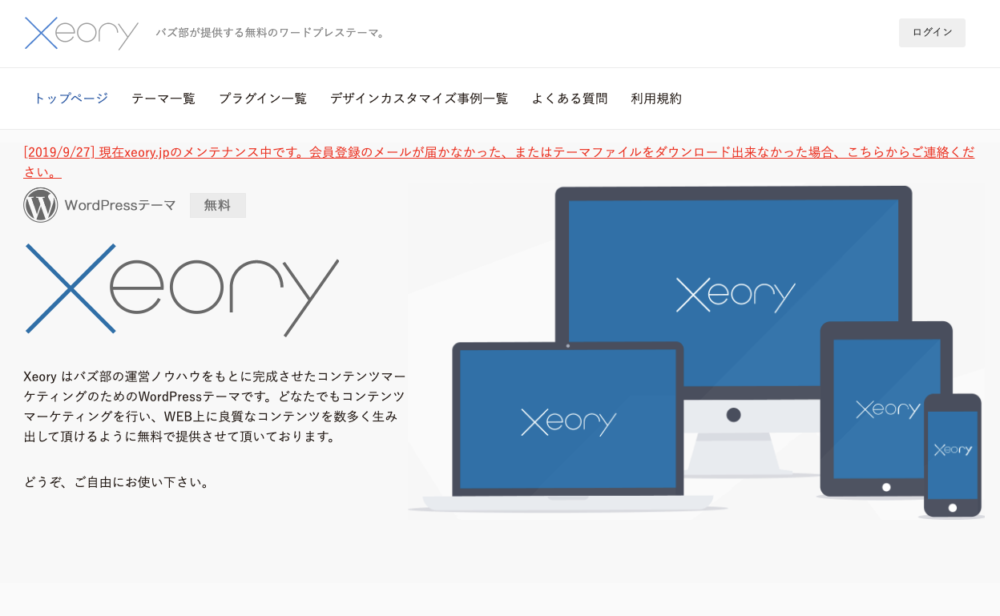 Xeory
バズ部が提供する無料のワードプレステーマ。
ログイン
トップページ
テーマ一覧
プラグイン一覧
デザインカスタマイズ事例一覧
よくある質問
利用規約
[2019/9/27] 現在xeory.jpのメンテナンス中です。会員登録のメールが届かなかった、またはテーマファイルをダウンロード出来なかった場合、こちらからご連絡くだ
さい。
WordPressテーマ
無料
Xeory
Xeory はバズ部の運営ノウハウをもとに完成させたコンテンツマー
ケティングのためのWordPressテーマです。どなたでもコンテンツ
マーケティングを行い、WEB上に良質なコンテンツを数多く生み
出して頂けるように無料で提供させて頂いております。
どうぞ、ご自由にお使い下さい。
Xeory
Xeory
Xeory
Xeory